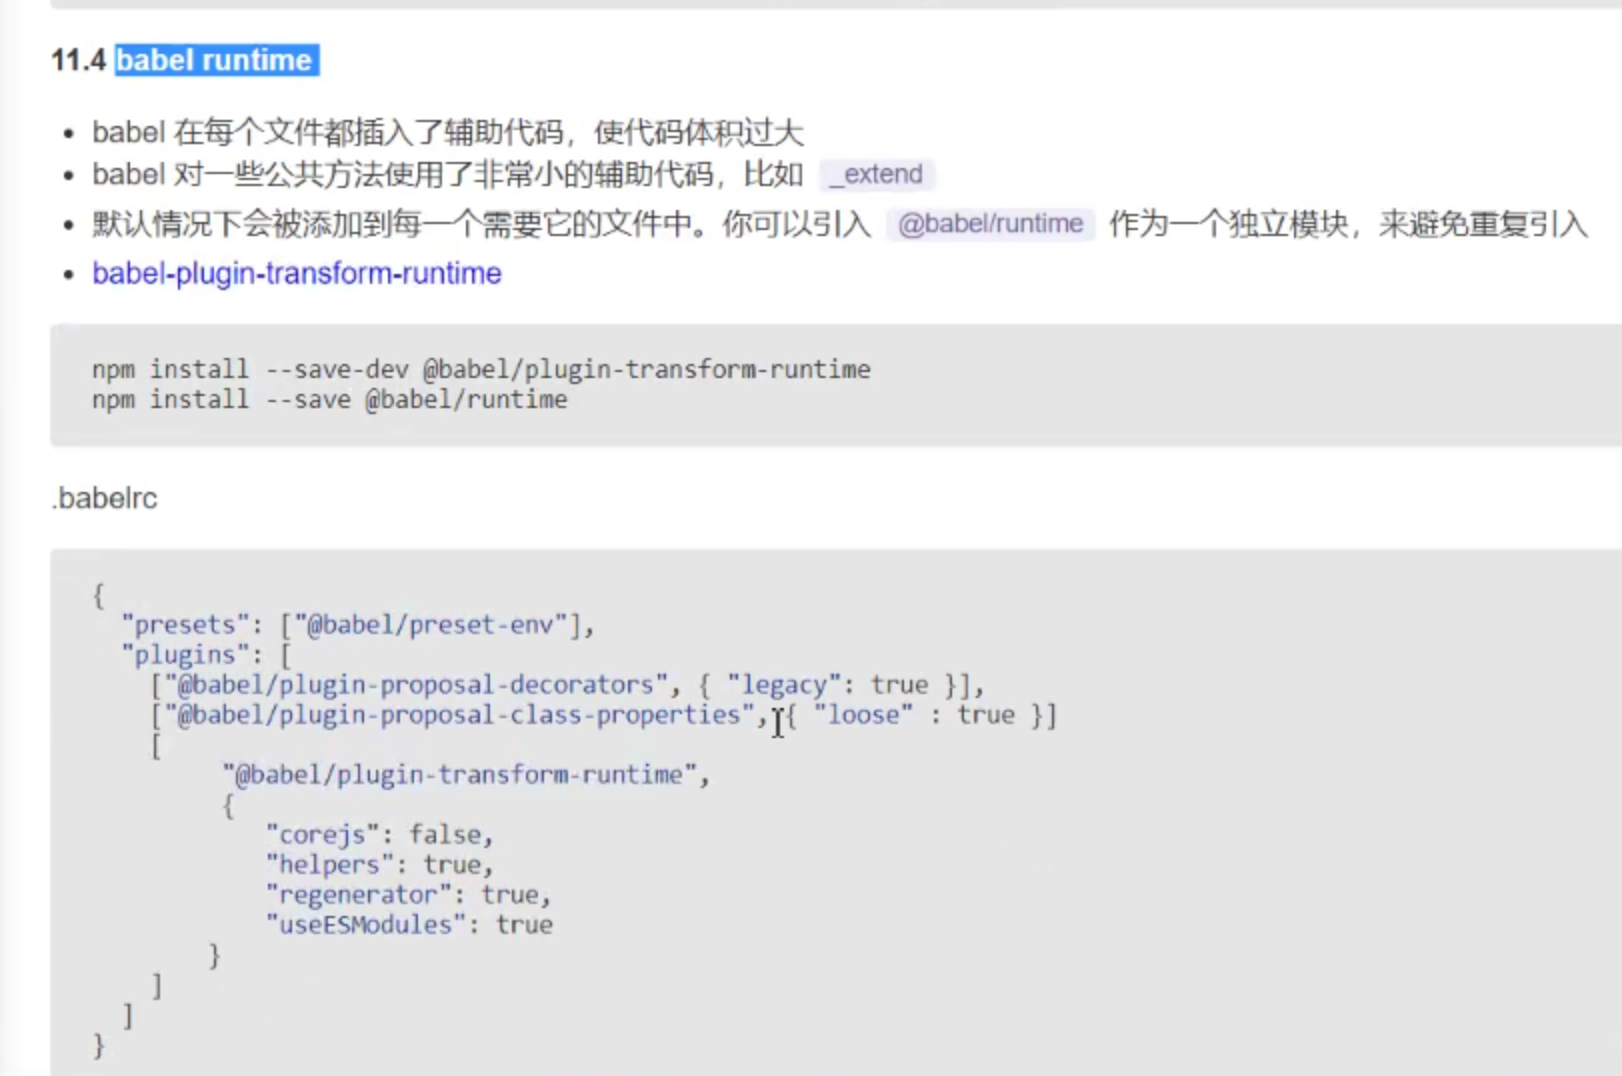 11.4 babel runtime
babel 在每个文件都插入了辅助代码，使代码体积过大
babel 对一些公共方法使用了非常小的辅助代码，比如 _extend
默认情况下会被添加到每一个需要它的文件中。你可以引入 @babel/runtime 作为一个独立模块，来避免重复引入
babel-plugin-transform-runtime
npm install --save-dev @babel/plugin-transform-runtime
npm install --save @babel/runtime
.babelrc
{
"presets": ["@babel/preset-env"],
"plugins": [
["@babel/plugin-proposal-decorators", { "legacy": true }],
["@babel/plugin-proposal-class-properties", { "loose" : true }]
[
"@babel/plugin-transform-runtime",
{
"corejs": false,
"helpers": true,
"regenerator": true,
"useESModules": true
}
]
]
}